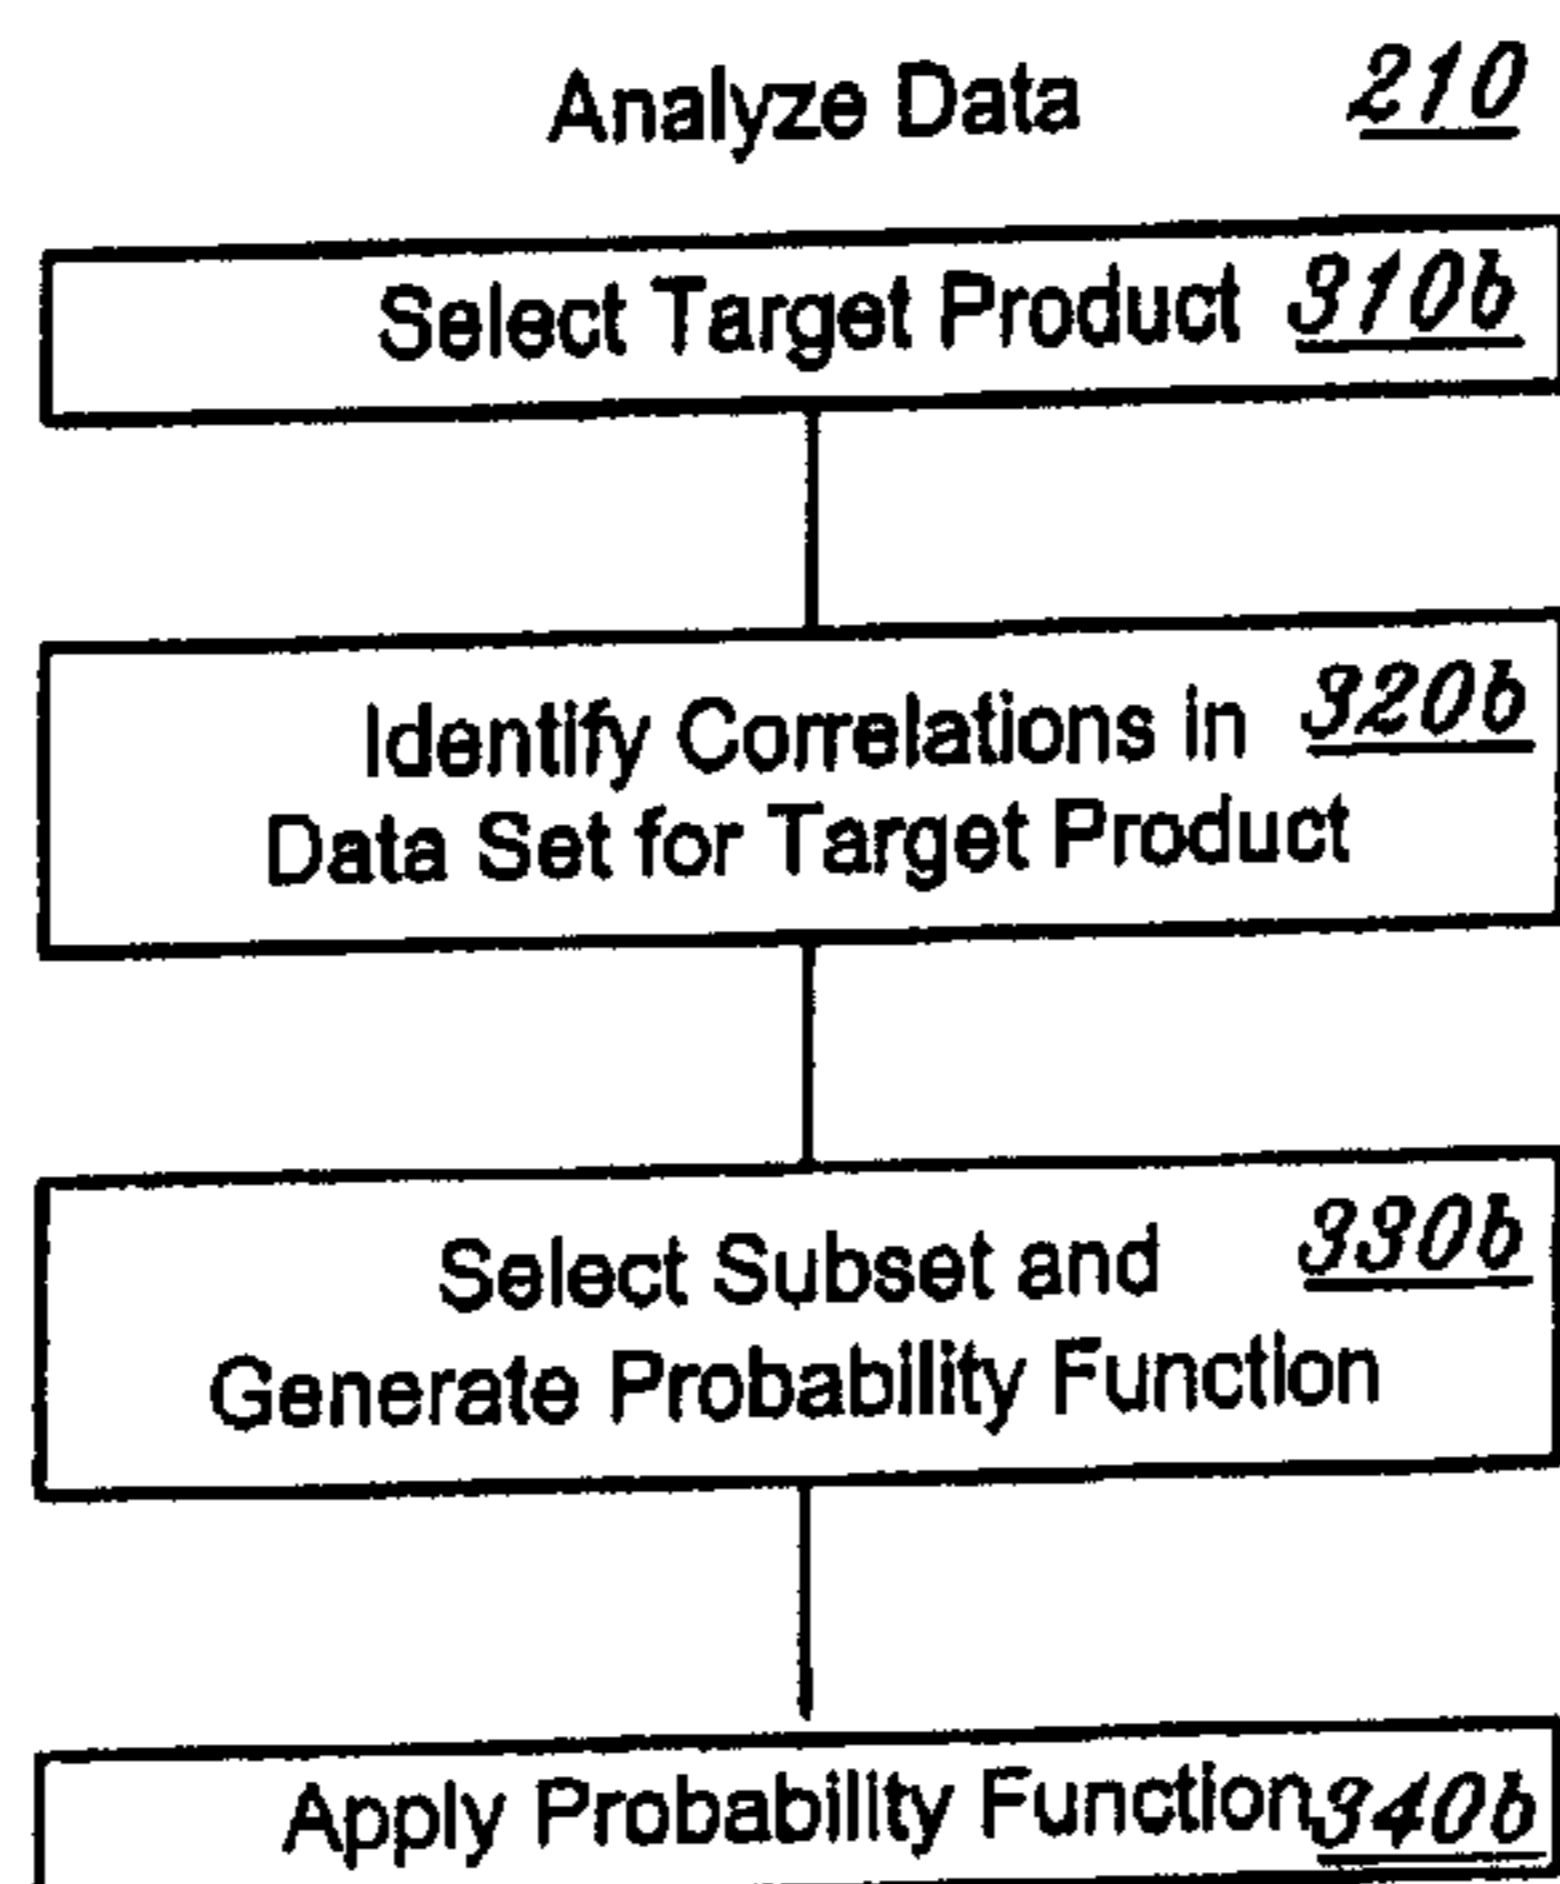 Analyze Data 210
Select Target Product 310b
Identify Correlations in 320b
Data Set for Target Product
Select Subset and 330b
Generate Probability Function
Apply Probability Function 340b